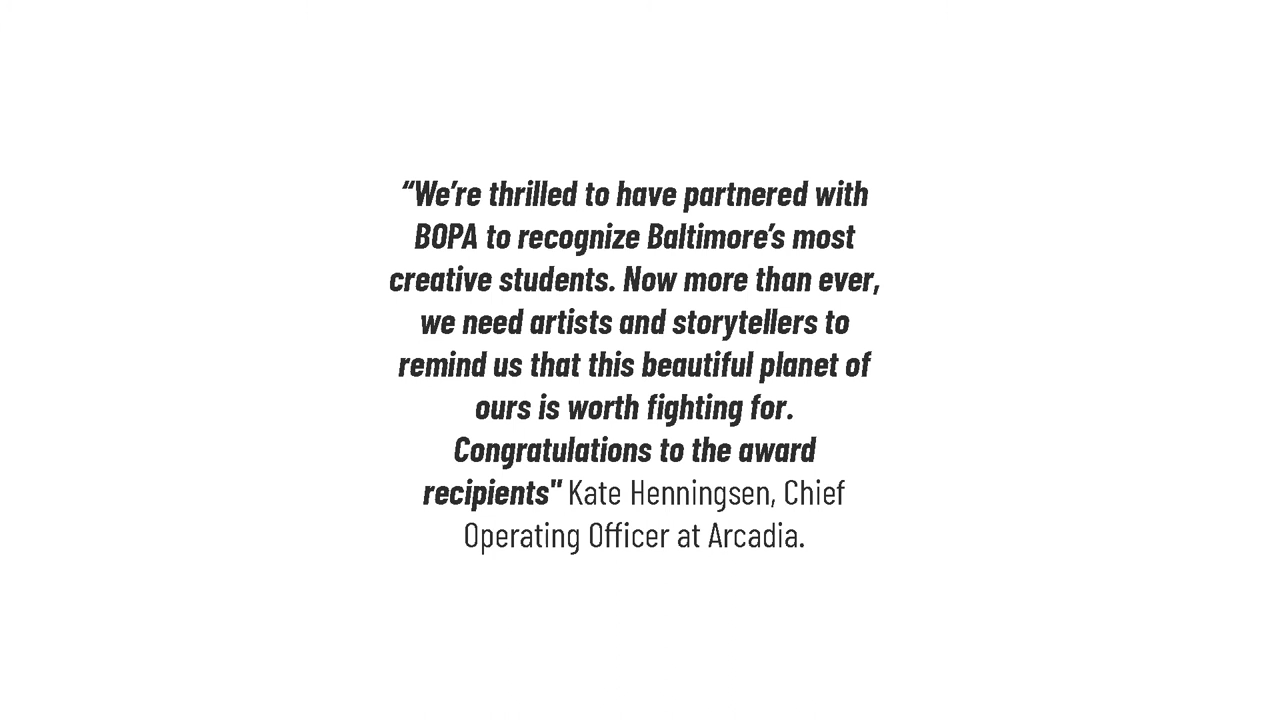 “We’re thrilled to have partnered with
BOPA to recognize Baltimore’s most
creative students. Now more than ever,
we need artists and storytellers to
remind us that this beautiful planet of
ours is worth fighting for.
Congratulations to the award
recipients" Kate Henningsen, Chief
Operating Officer at Arcadia.